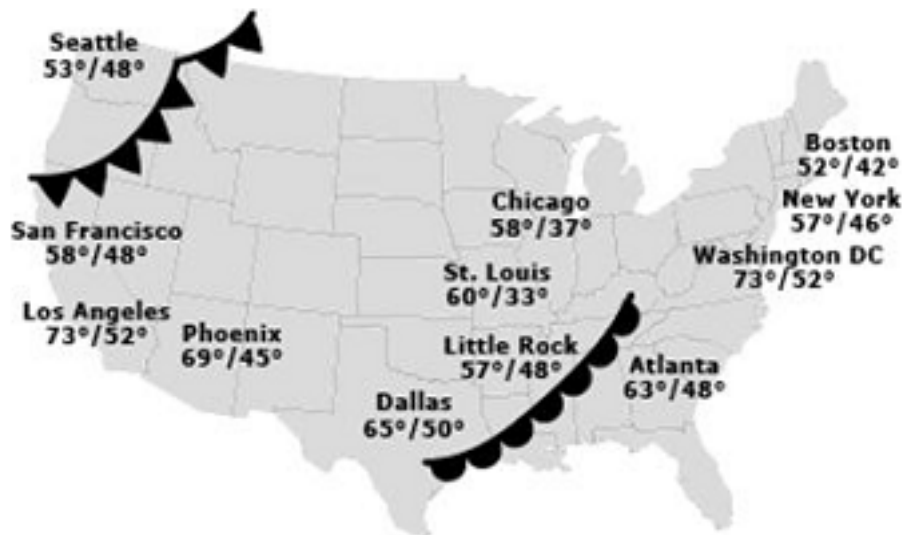 Seattle
53°/48°
Boston
52°/42°
Chicago
58°/37°
New York
57°/46°
San Francisco
58°/48°
Washington DC
73°/52°
St. Louis
60°/33°
Los Angeles
73°/52°
Phoenix
69°/45°
Little Rock
57°/48°
Atlanta
63°/48°
Dallas
65°/50°